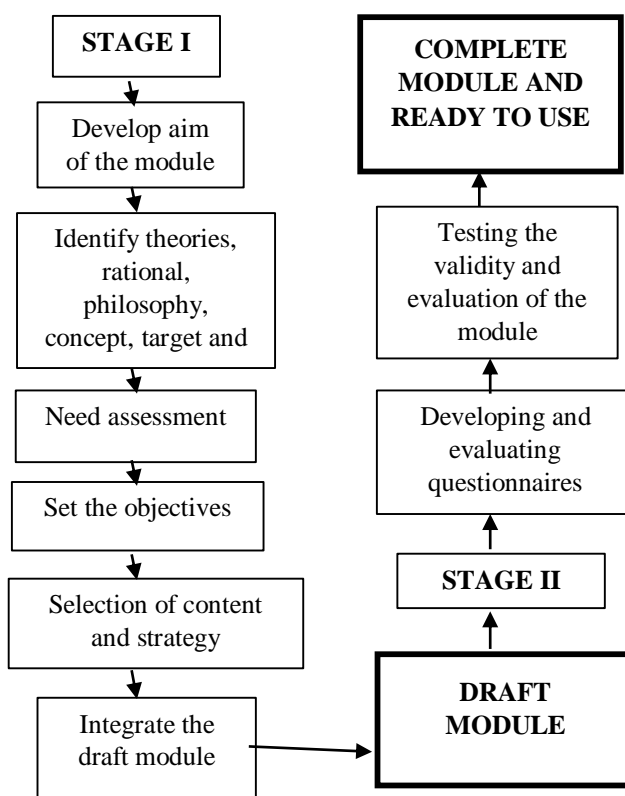 STAGE I
Develop aim
of the module
Identify theories,
rational,
philosophy,
concept, target and
Need assessment
Set the objectives
Selection of content
and strategy
Integrate the
draft module
DRAFT
MODULE
STAGE II
Developing and
evaluating
questionnaires
Testing the
validity and
evaluation of the
module
COMPLETE
MODULE AND
READY TO USE